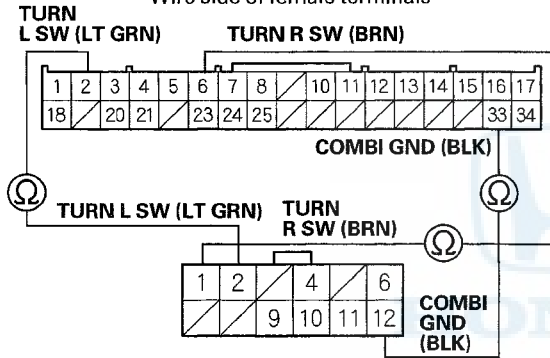 Wire side of female terminals
TURN
L SW (LT GRN)
TURN R SW (BRN)
1 2 3 4 5 6 7 8 10 11 12 13 14 15 16 17
18 20 21 23 24 25 33 34
COMBI GND (BLK)
Ω Ω
TURN L SW (LT GRN)
TURN
R SW (BRN)
Ω
1 2 4 6
9 10 11 12
COMBI
GND
(BLK)